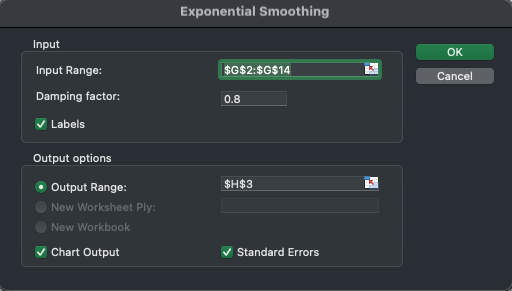 Exponential Smoothing
Input
Input Range: $G$2:$G$14
Damping factor: 0.8
Labels
OK
Cancel
Output options
Output Range: $H$3
New Worksheet Ply:
New Workbook
Chart Output Standard Errors